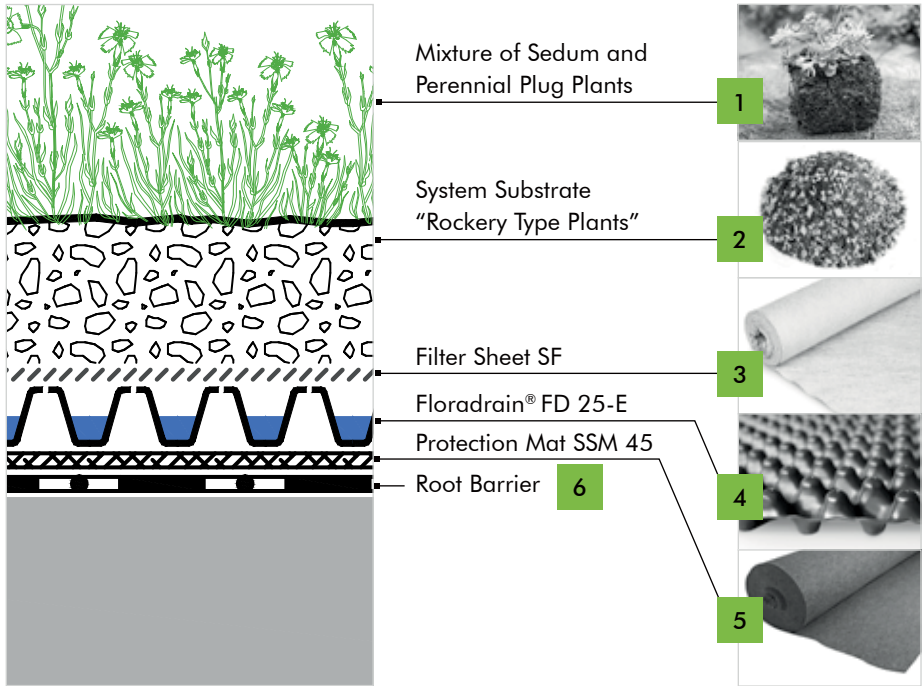 Mixture of Sedum and
Perennial Plug Plants
1
System Substrate
“Rockery Type Plants”
2
Filter Sheet SF
3
Floradrain® FD 25-E
4
Protection Mat SSM 45
5
Root Barrier
6